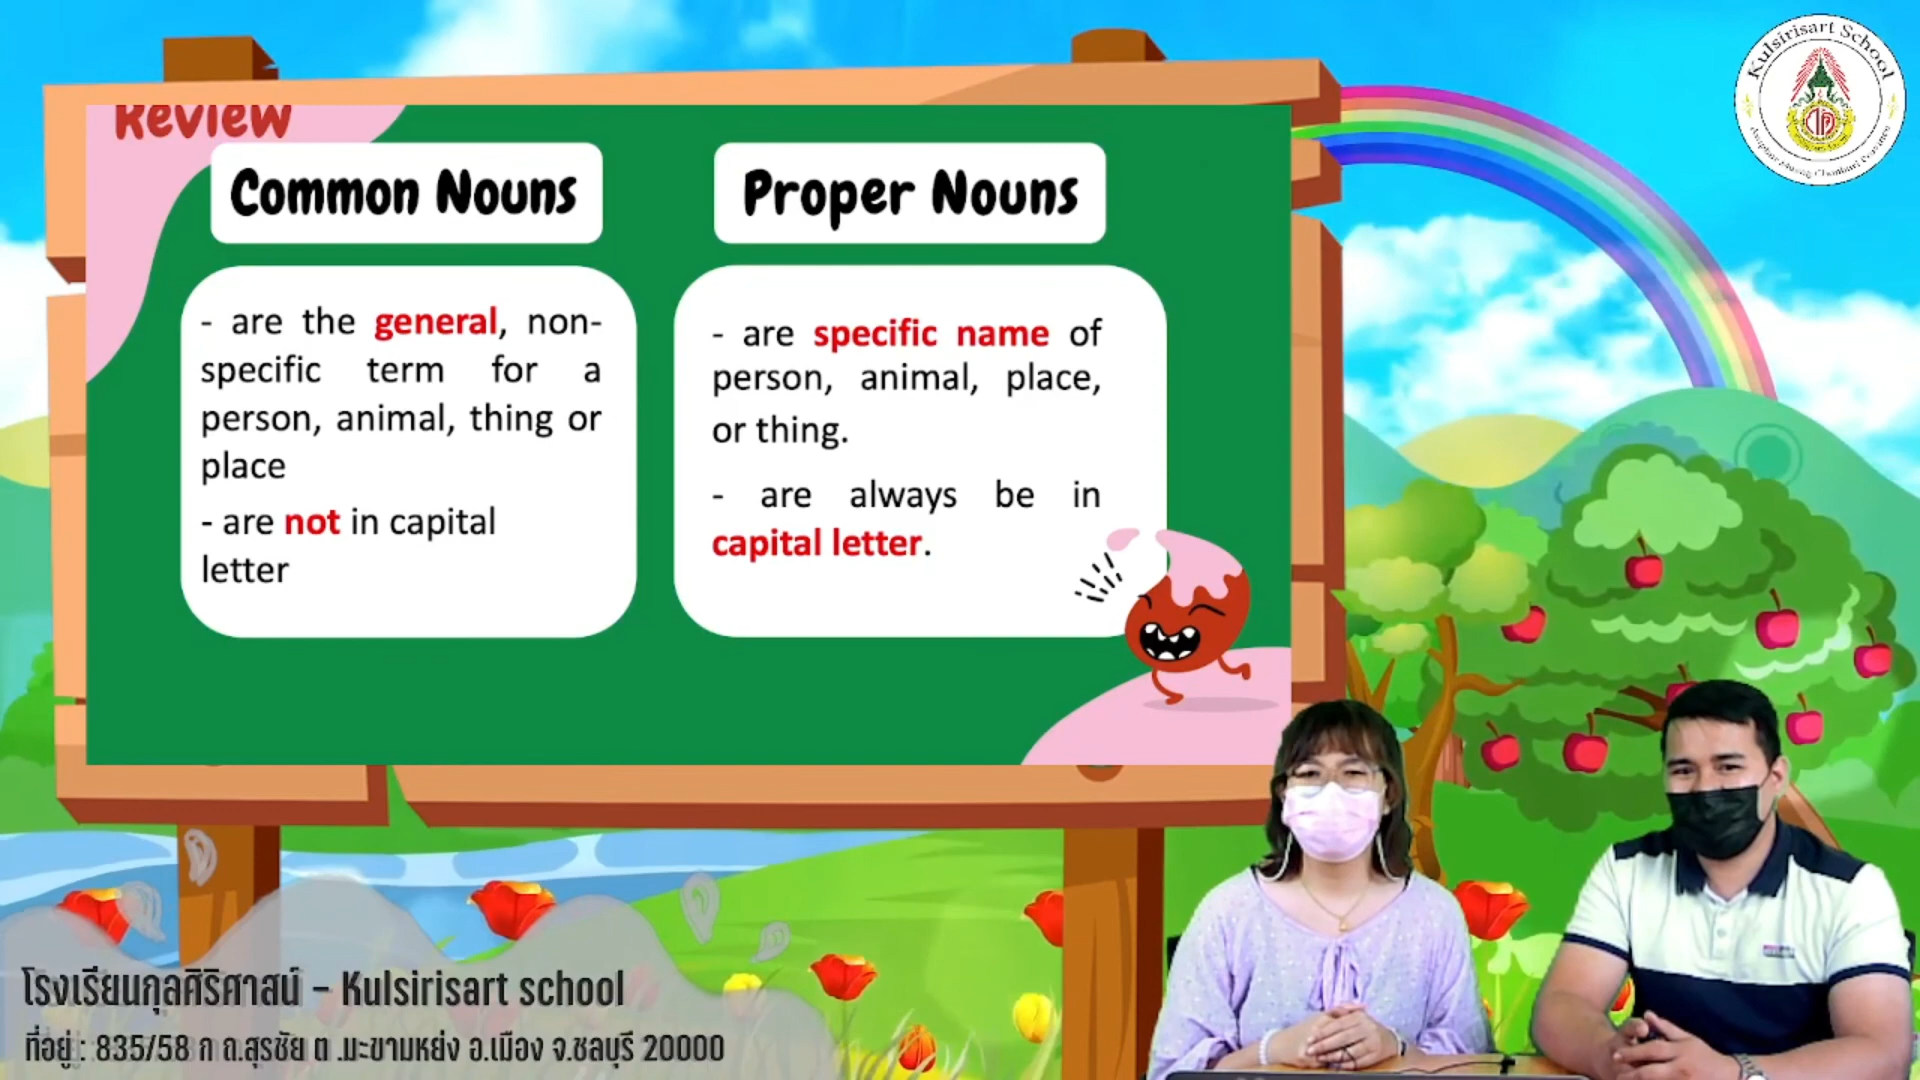 Review
Common Nouns
- are the general, non-
specific term for a
person, animal, thing or
place
- are not in capital
letter
Proper Nouns
- are specific name of
person, animal, place,
or thing.
- are always be in
capital letter.
Kulsirisart School
โรงเรียนกุลศิริศาสน์ - Kulsirisart school
ที่อยู่ : 835/58 ก ถ.สุรชัย ต .มะขามหย่ง อ.เมือง จ.ชลบุรี 20000